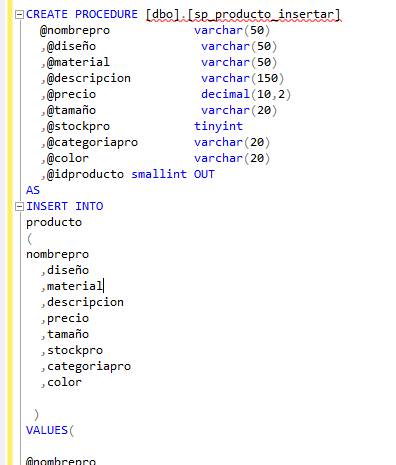 CREATE PROCEDURE [dbo].[sp_producto_insertar]
@nombrepro varchar(50)
,@diseño varchar(50)
,@material varchar(50)
,@descripcion varchar(150)
,@precio decimal(10,2)
,@tamaño varchar(20)
,@stockpro tinyint
,@categoriapro varchar(20)
,@color varchar(20)
,@idproducto smallint OUT
AS
INSERT INTO
producto
(
nombrepro
,diseño
,material
,descripcion
,precio
,tamaño
,stockpro
,categoriapro
,color
)
VALUES(
@nombrepro